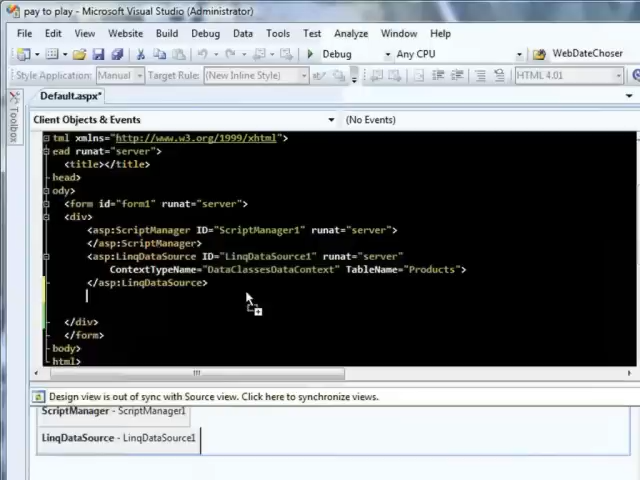 pay to play - Microsoft Visual Studio (Administrator)
File Edit View Website Build Debug Data Tools Test Analyze Window Help
Debug Any CPU WebDateChoser
Style Application: Manual Target Rule: (New Inline Style) HTML 4.01
Toolbox
Default.aspx*
Client Objects & Events (No Events)
tml xmlns="http://www.w3.org/1999/xhtml">
ead runat="server">
<title></title>
head>
ody>
<form id="form1" runat="server">
<div>
<asp:ScriptManager ID="ScriptManager1" runat="server">
</asp:ScriptManager>
<asp:LinqDataSource ID="LinqDataSource1" runat="server"
ContextTypeName="DataClassesDataContext" TableName="Products">
</asp:LinqDataSource>
</div>
</form>
body>
html>
Design view is out of sync with Source view. Click here to synchronize views.
ScriptManager - ScriptManager1
LinqDataSource - LinqDataSource1